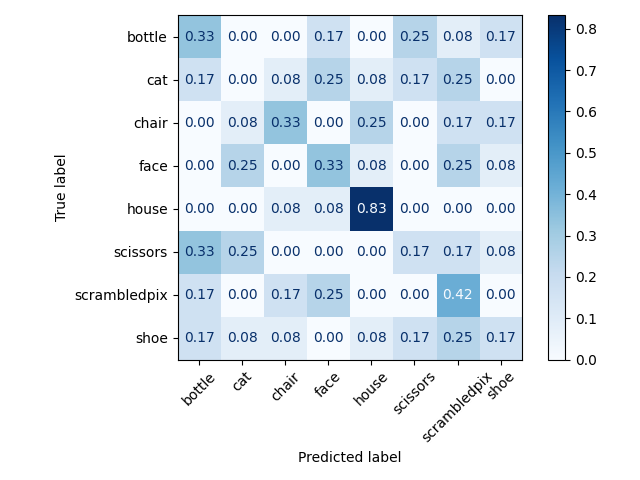 bottle 0.33 0.00 0.00 0.17 0.00 0.25 0.08 0.17
cat 0.17 0.00 0.08 0.25 0.08 0.17 0.25 0.00
chair 0.00 0.08 0.33 0.00 0.25 0.00 0.17 0.17
face 0.00 0.25 0.00 0.33 0.08 0.00 0.25 0.08
house 0.00 0.00 0.08 0.08 0.83 0.00 0.00 0.00
scissors 0.33 0.25 0.00 0.00 0.00 0.17 0.17 0.08
scrambledpix 0.17 0.00 0.17 0.25 0.00 0.00 0.42 0.00
shoe 0.17 0.08 0.08 0.00 0.08 0.17 0.25 0.17
True label
bottle cat chair face house scissors scrambledpix shoe
Predicted label
0.8
0.7
0.6
0.5
0.4
0.3
0.2
0.1
0.0